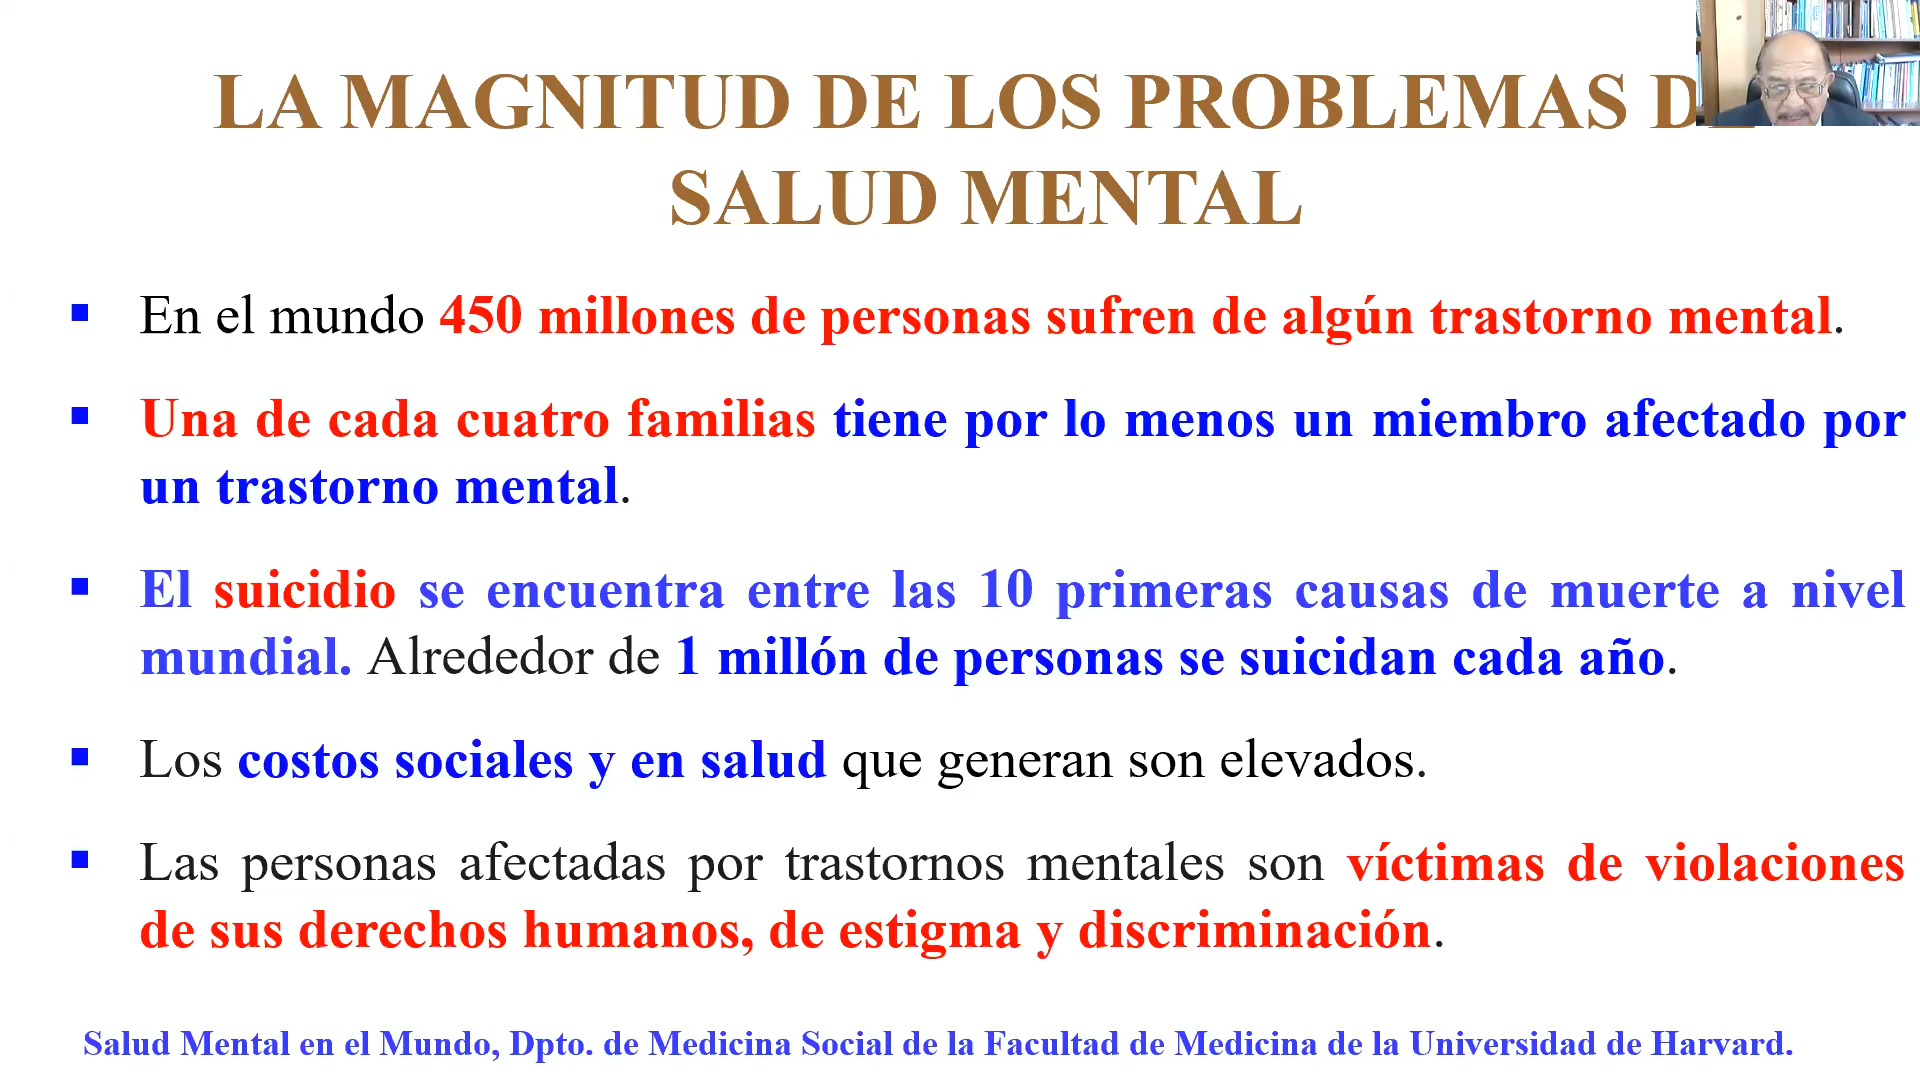 LA MAGNITUD DE LOS PROBLEMAS DE
SALUD MENTAL
En el mundo 450 millones de personas sufren de algún trastorno mental.
Una de cada cuatro familias tiene por lo menos un miembro afectado por
un trastorno mental.
El suicidio se encuentra entre las 10 primeras causas de muerte a nivel
mundial. Alrededor de 1 millón de personas se suicidan cada año.
Los costos sociales y en salud que generan son elevados.
Las personas afectadas por trastornos mentales son víctimas de violaciones
de sus derechos humanos, de estigma y discriminación.
Salud Mental en el Mundo, Dpto. de Medicina Social de la Facultad de Medicina de la Universidad de Harvard.